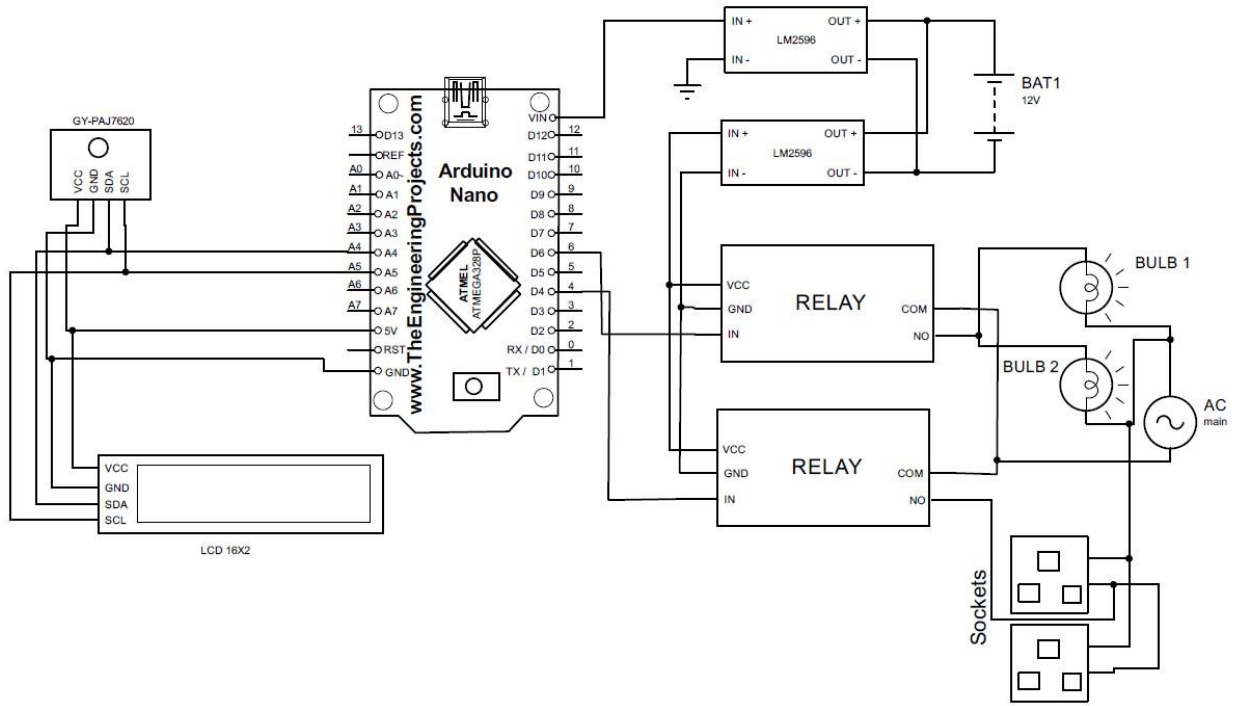 GY-PAJ7620
VCC
GND
SDA
SCL
www.TheEngineeringProjects.com
Arduino
Nano
ATMEL
ATMEGA328P
13
D13
REF
A0
A0
A1
A1
A2
A2
A3
A3
A4
A4
A5
A5
A6
A6
A7
A7
5V
RST
GND
VIN
D12
12
D11
11
D10
10
D9
9
D8
8
D7
7
D6
6
D5
5
D4
4
D3
3
D2
2
RX / D0
0
TX / D1
1
IN +
OUT +
LM2596
IN -
OUT -
IN +
OUT +
LM2596
IN -
OUT -
BAT1
12V
VCC
GND
IN
RELAY
COM
NO
VCC
GND
IN
RELAY
COM
NO
BULB 1
BULB 2
AC
main
Sockets
VCC
GND
SDA
SCL
LCD 16X2